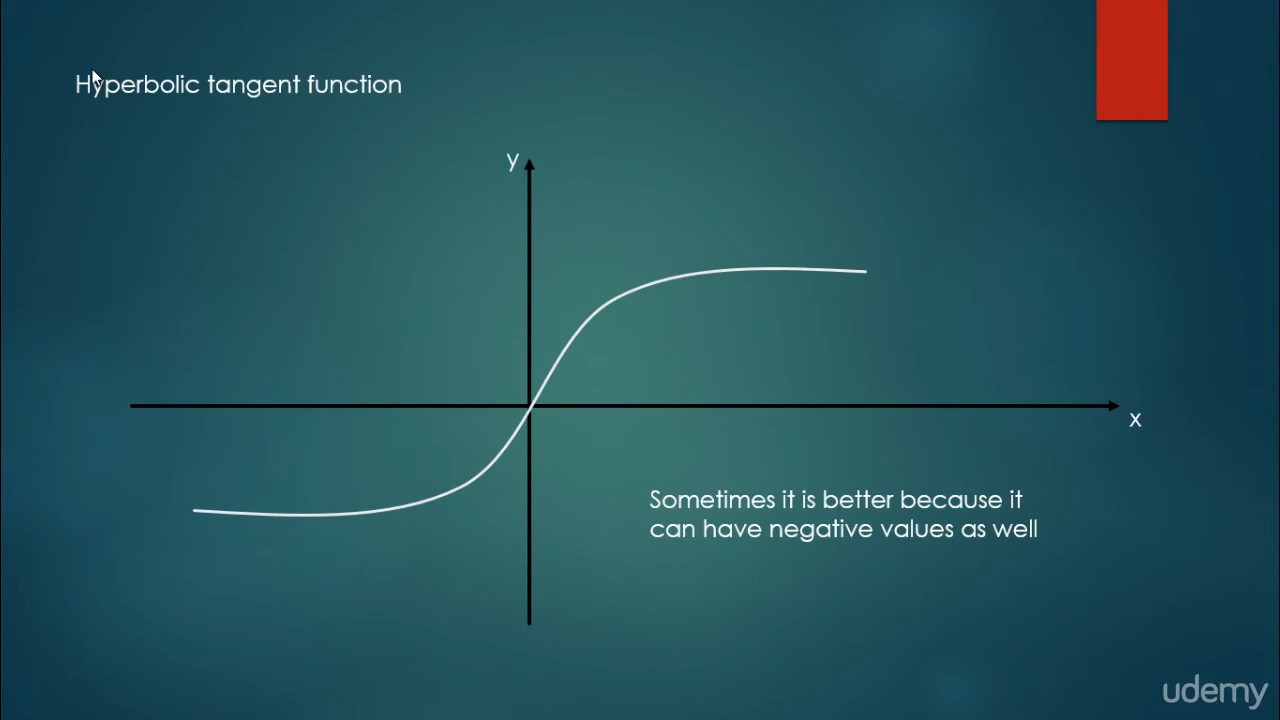 Hyperbolic tangent function
y
x
Sometimes it is better because it
can have negative values as well
udemy